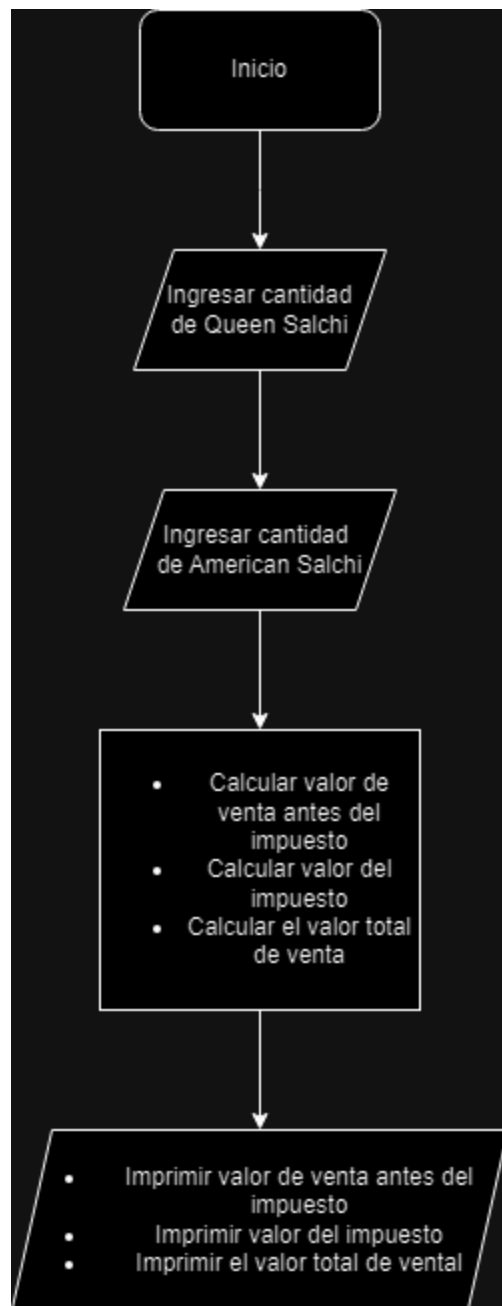 Inicio
Ingresar cantidad
de Queen Salchi
Ingresar cantidad
de American Salchi
• Calcular valor de
venta antes del
impuesto
• Calcular valor del
impuesto
• Calcular el valor total
de venta
• Imprimir valor de venta antes del
impuesto
• Imprimir valor del impuesto
• Imprimir el valor total de vental